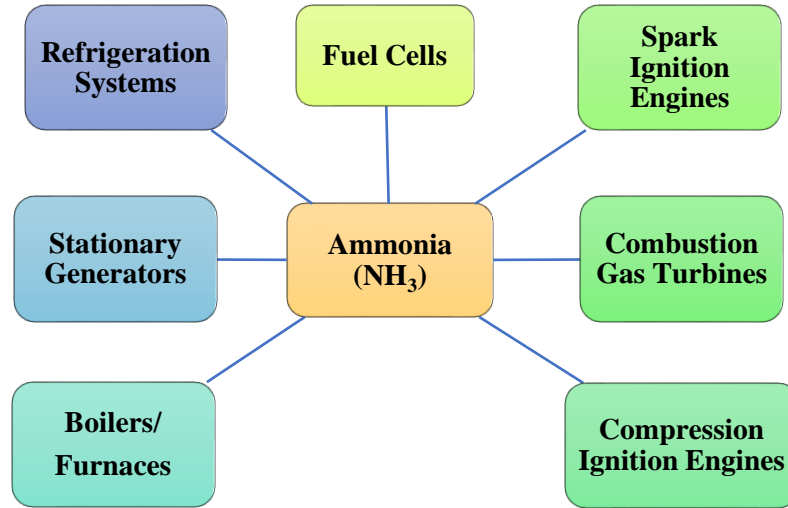 Refrigeration
Systems
Fuel Cells
Spark
Ignition
Engines
Stationary
Generators
Ammonia
(NH₃)
Combustion
Gas Turbines
Boilers/
Furnaces
Compression
Ignition Engines